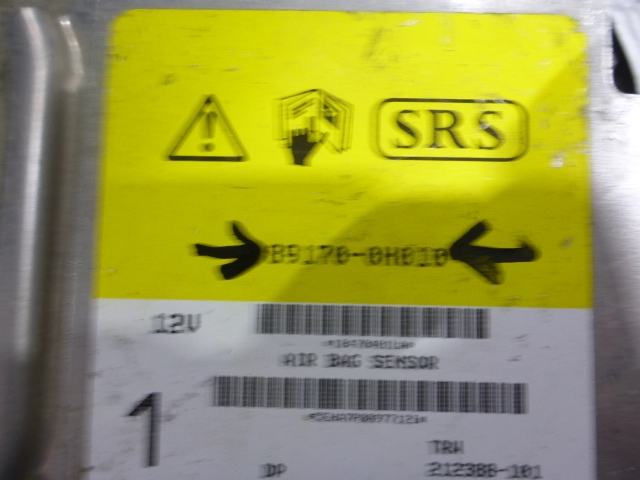 SRS
89170-0H010
12V
AIR BAG SENSOR
1
TRW
DP 212388-101